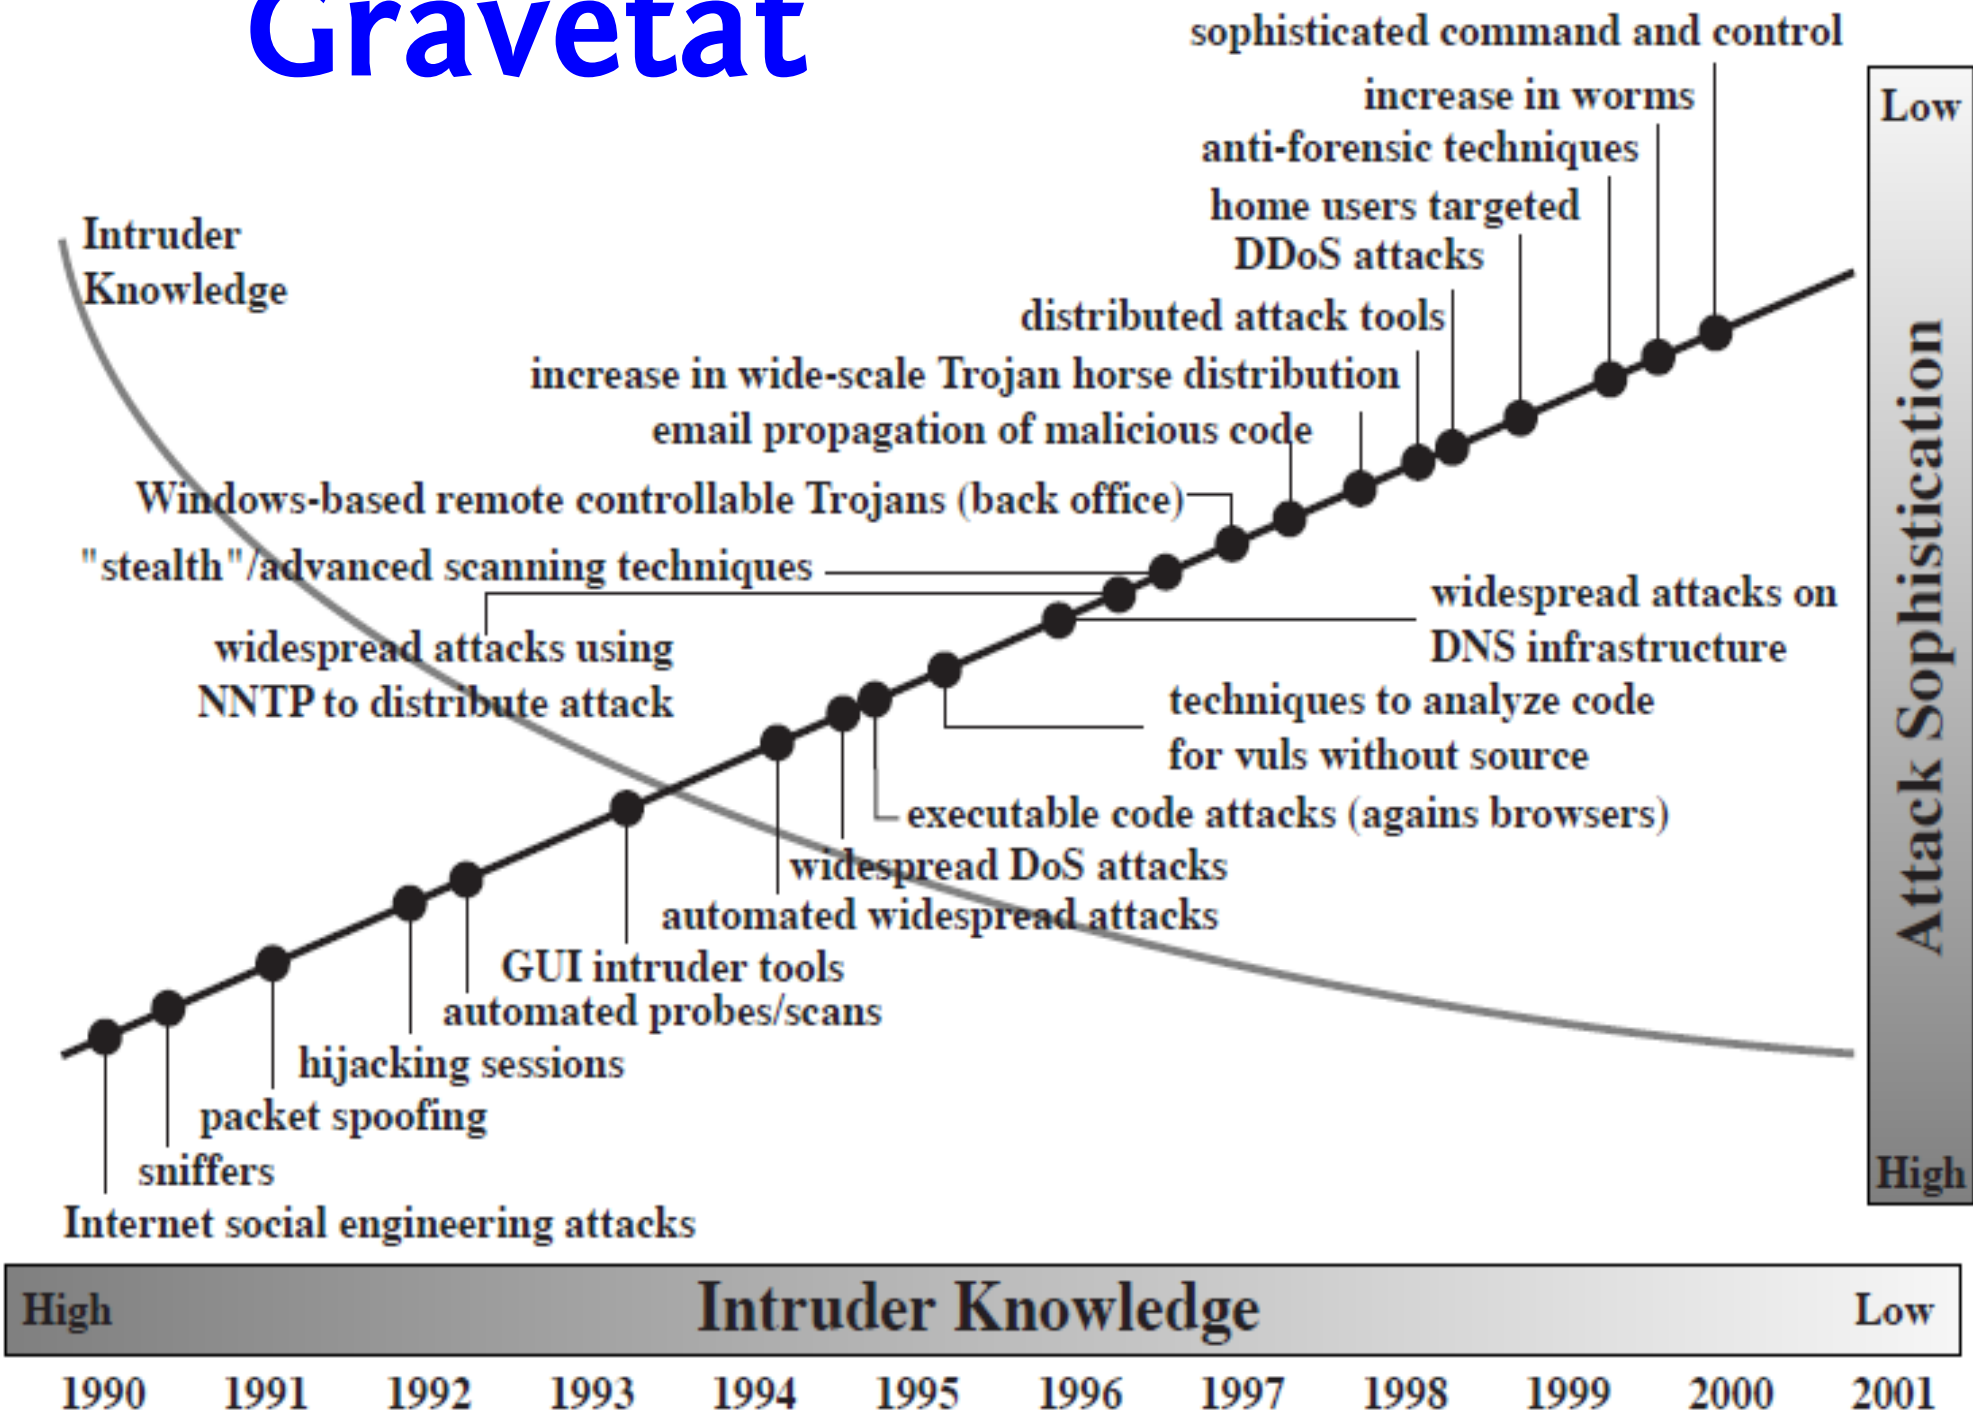 Gravetat
sophisticated command and control
increase in worms
Low
anti-forensic techniques
home users targeted
Intruder
Knowledge
DDoS attacks
distributed attack tools
increase in wide-scale Trojan horse distribution
email propagation of malicious code
Windows-based remote controllable Trojans (back office)
"stealth"/advanced scanning techniques
widespread attacks using
NNTP to distribute attack
widespread attacks on
DNS infrastructure
techniques to analyze code
for vuls without source
executable code attacks (agains browsers)
widespread DoS attacks
automated widespread attacks
GUI intruder tools
automated probes/scans
hijacking sessions
packet spoofing
sniffers
Internet social engineering attacks
Attack Sophistication
High
High Intruder Knowledge Low
1990 1991 1992 1993 1994 1995 1996 1997 1998 1999 2000 2001